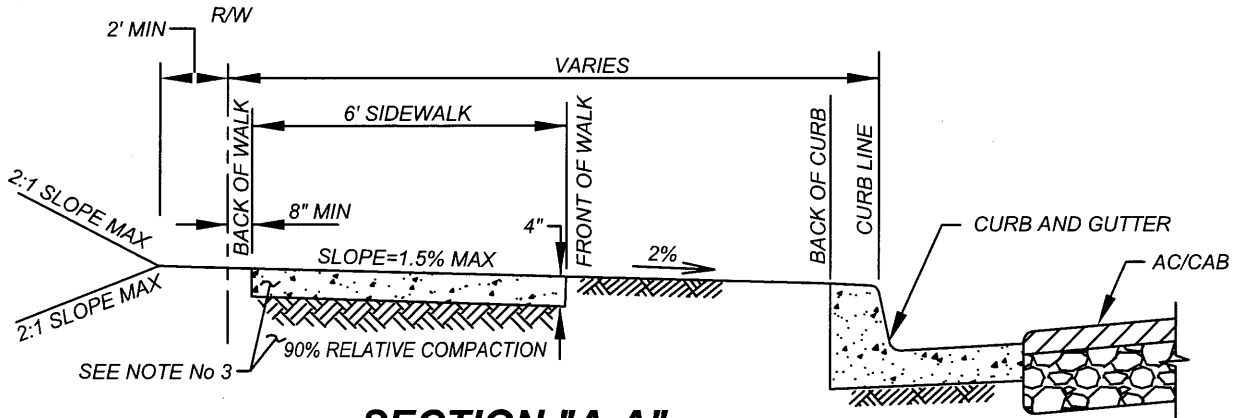 R/W
2' MIN
VARIES
BACK OF WALK
6' SIDEWALK
FRONT OF WALK
BACK OF CURB
CURB LINE
2:1 SLOPE MAX
8" MIN
4"
CURB AND GUTTER
SLOPE=1.5% MAX
2%
AC/CAB
2:1 SLOPE MAX
90% RELATIVE COMPACTION
SEE NOTE No 3
SECTION "A-A"